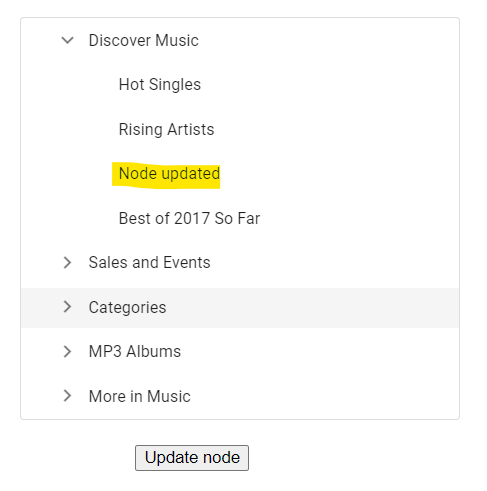 Discover Music
Hot Singles
Rising Artists
Node updated
Best of 2017 So Far
Sales and Events
Categories
MP3 Albums
More in Music
Update node